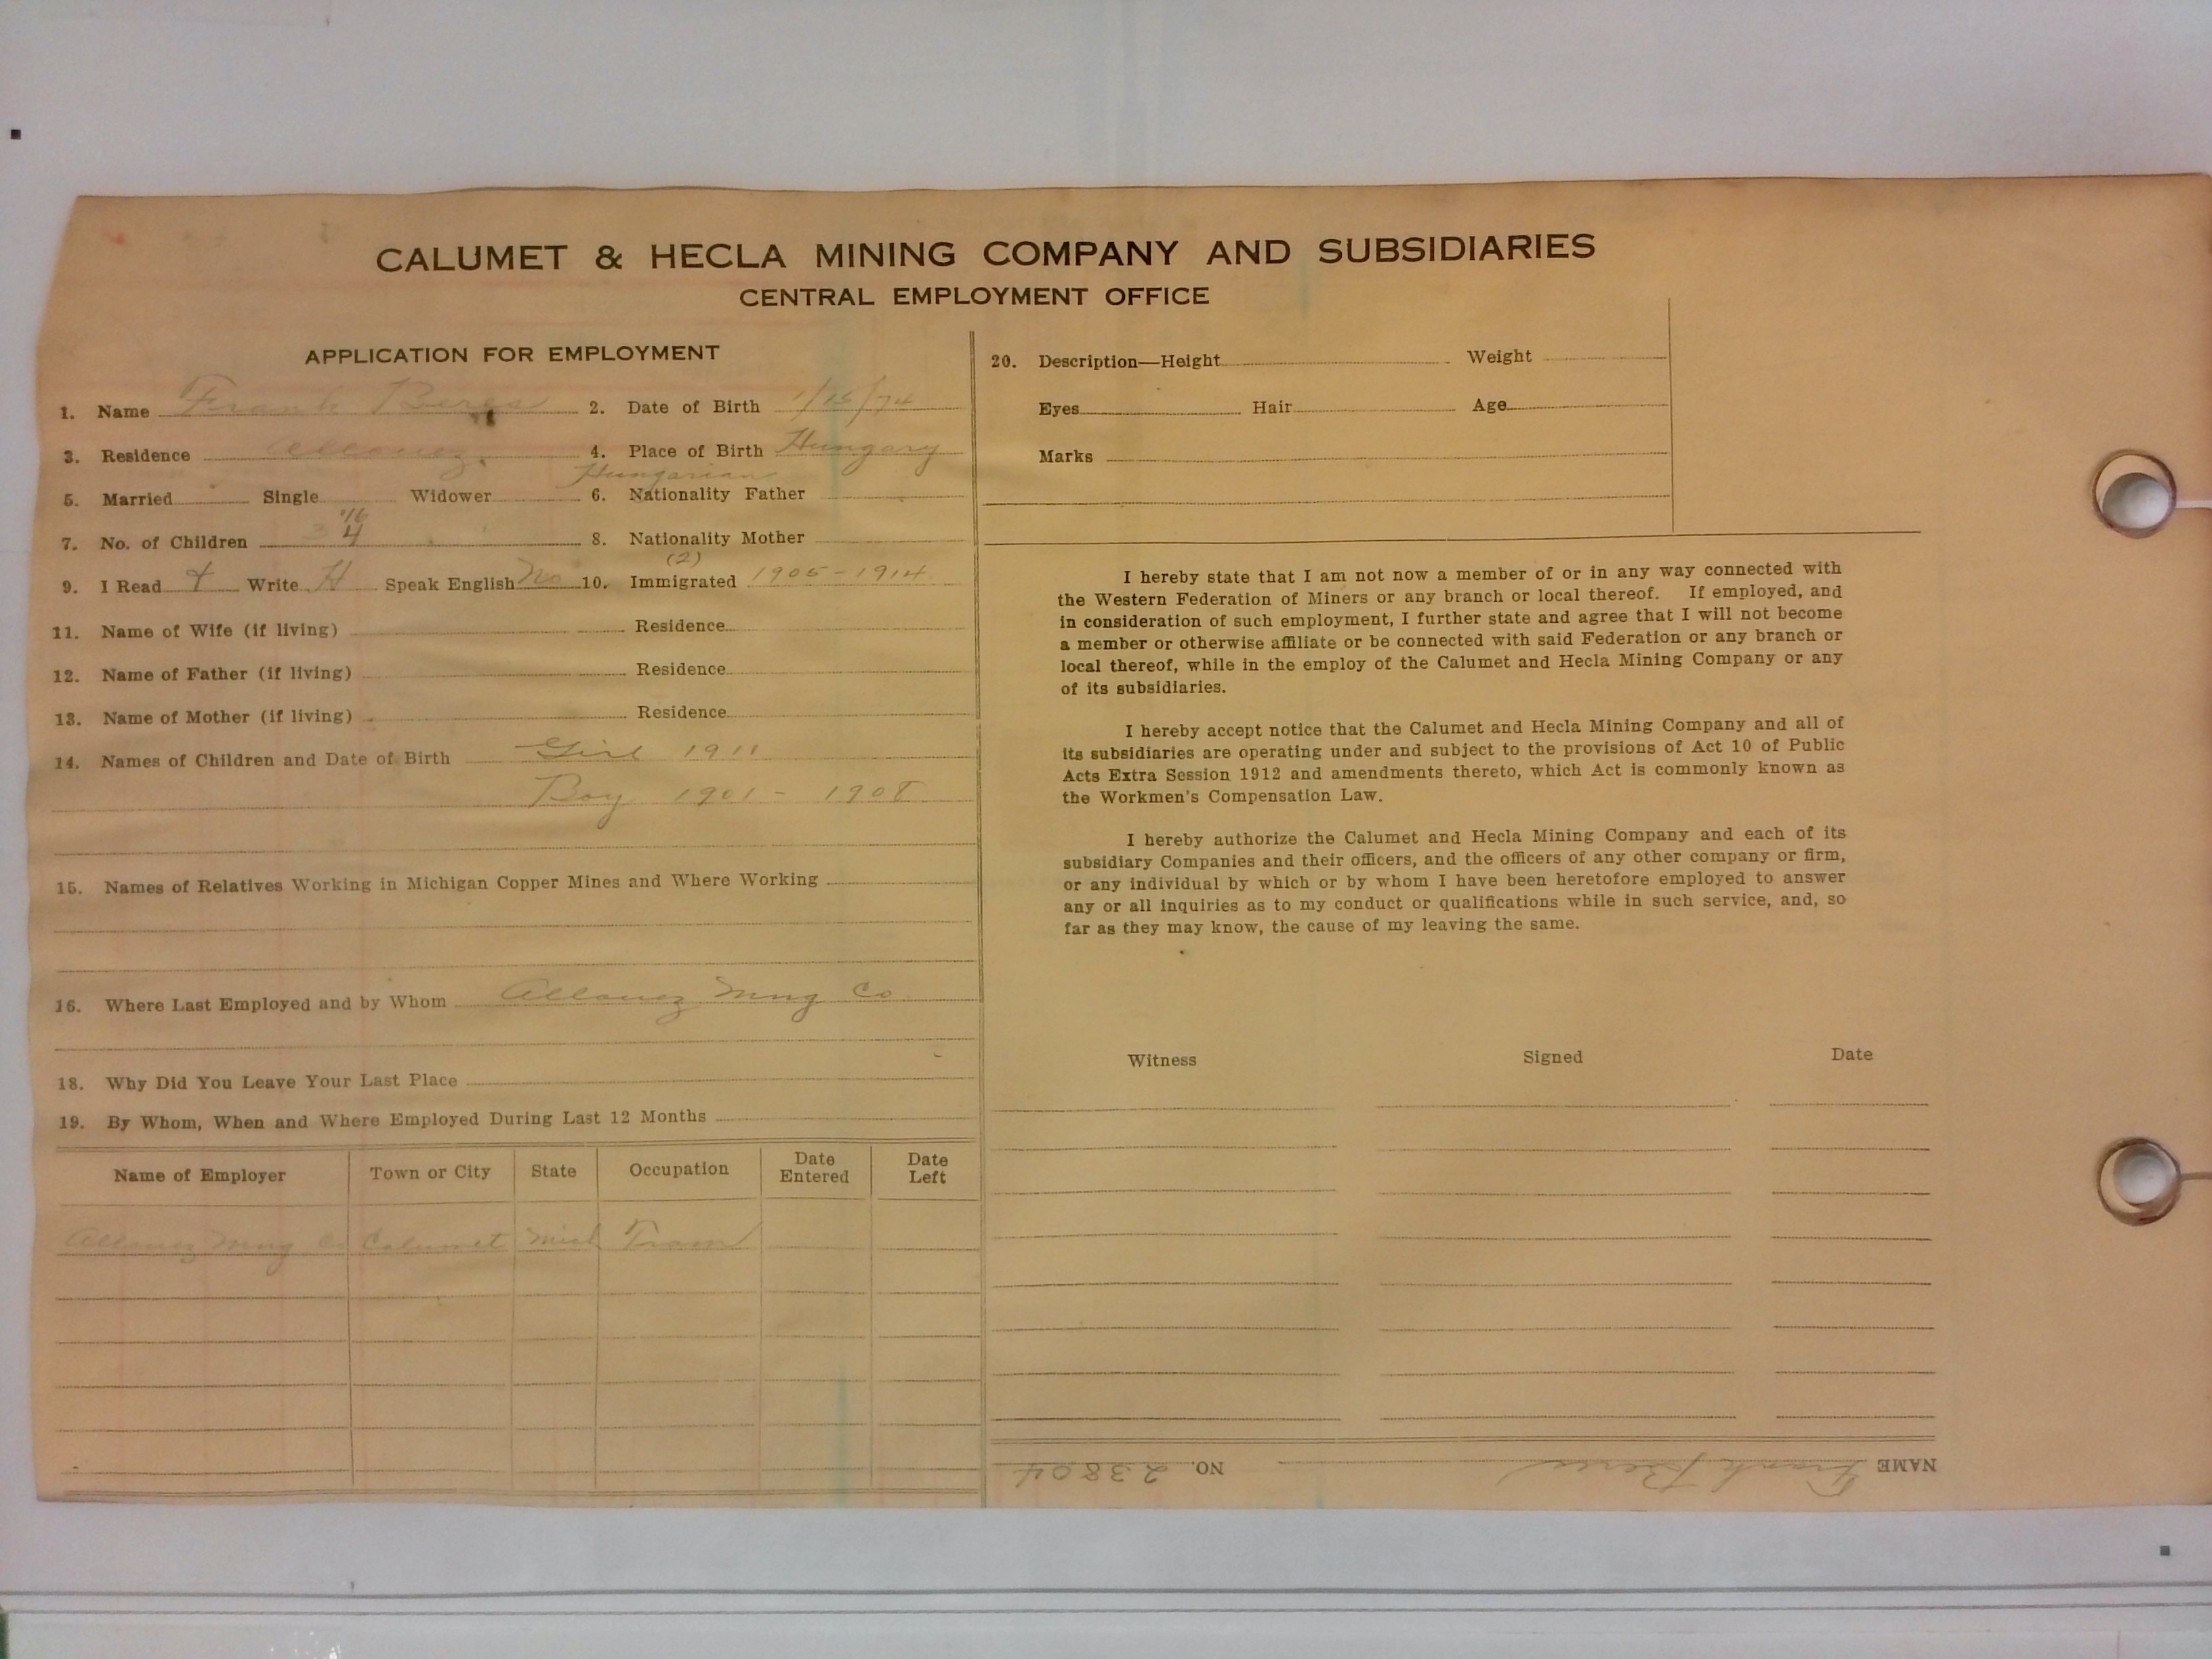 CALUMET & HECLA MINING COMPANY AND SUBSIDIARIES
CENTRAL EMPLOYMENT OFFICE
APPLICATION FOR EMPLOYMENT
1. Name Frank Beres 2. Date of Birth 1/15/74
3. Residence Allouez 4. Place of Birth Hungary
Hungarian
5. Married Single Widower 6. Nationality Father
7. No. of Children 4 8. Nationality Mother
(2)
9. I Read Write H Speak English No 10. Immigrated 1905-1914
11. Name of Wife (if living) Residence
12. Name of Father (if living) Residence
13. Name of Mother (if living) Residence
14. Names of Children and Date of Birth Girl 1911
Boy 1901 - 1908
15. Names of Relatives Working in Michigan Copper Mines and Where Working
16. Where Last Employed and by Whom Allouez Mng Co
18. Why Did You Leave Your Last Place
19. By Whom, When and Where Employed During Last 12 Months
Name of Employer Town or City State Occupation Date Entered Date Left
Allouez Mng Co Calumet Mich Tram
20. Description—Height Weight
Eyes Hair Age
Marks
I hereby state that I am not now a member of or in any way connected with
the Western Federation of Miners or any branch or local thereof. If employed, and
in consideration of such employment, I further state and agree that I will not become
a member or otherwise affiliate or be connected with said Federation or any branch or
local thereof, while in the employ of the Calumet and Hecla Mining Company or any
of its subsidiaries.
I hereby accept notice that the Calumet and Hecla Mining Company and all of
its subsidiaries are operating under and subject to the provisions of Act 10 of Public
Acts Extra Session 1912 and amendments thereto, which Act is commonly known as
the Workmen's Compensation Law.
I hereby authorize the Calumet and Hecla Mining Company and each of its
subsidiary Companies and their officers, and the officers of any other company or firm,
or any individual by which or by whom I have been heretofore employed to answer
any or all inquiries as to my conduct or qualifications while in such service, and, so
far as they may know, the cause of my leaving the same.
Witness Signed Date
NAME Frank Beres NO. 23804